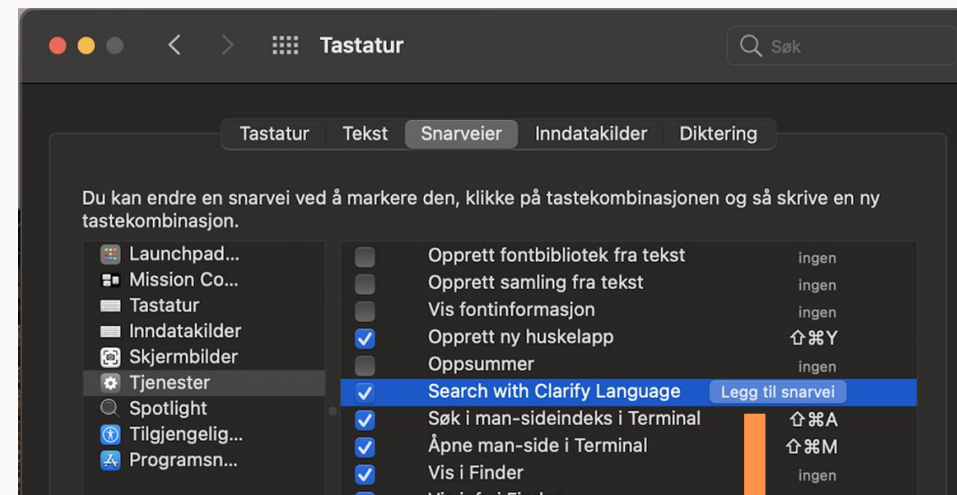 Tastatur
Søk
Tastatur Tekst Snarveier Inndatakilder Diktering
Du kan endre en snarvei ved å markere den, klikke på tastekombinasjonen og så skrive en ny
tastekombinasjon.
Launchpad...
Mission Co...
Tastatur
Inndatakilder
Skjermbilder
Tjenester
Spotlight
Tilgjengelig...
Programsn...
Opprett fontbibliotek fra tekst ingen
Opprett samling fra tekst ingen
Vis fontinformasjon ingen
Opprett ny huskelapp ⇧⌘Y
Oppsummer ingen
Search with Clarify Language Legg til snarvei
Søk i man-sideindeks i Terminal ⇧⌘A
Åpne man-side i Terminal ⇧⌘M
Vis i Finder ingen